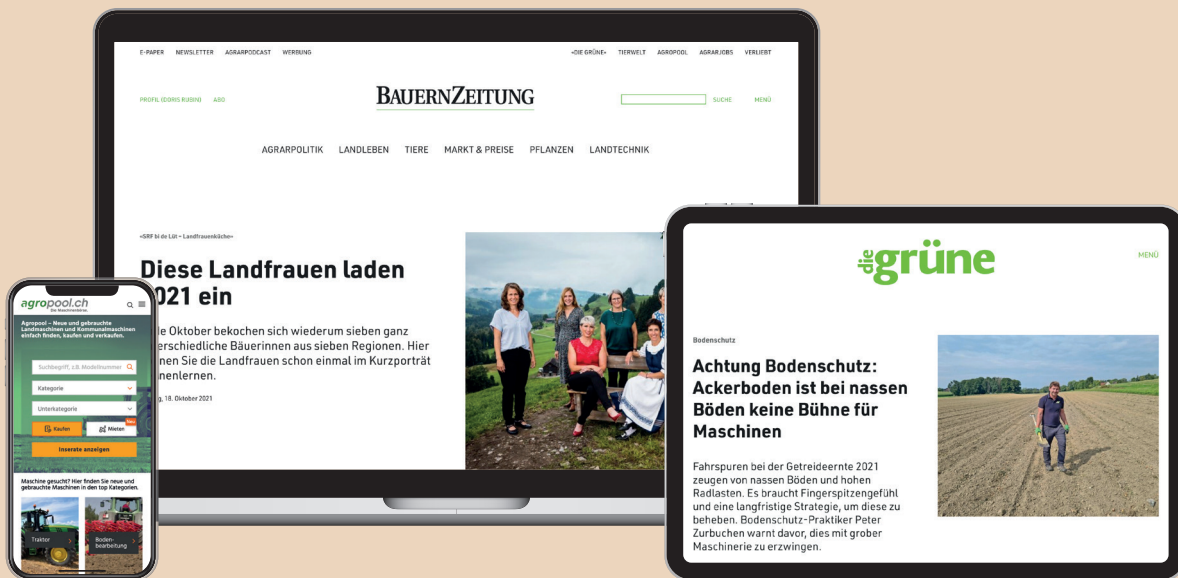 E-PAPER NEWSLETTER AGRARPODCAST WERBUNG
«DIE GRÜNE» TIERWELT AGROPOOL AGRARJOBS VERLIEBT
PROFIL (DORIS RUBIN) ABO
BAUERNZEITUNG
SUCHE MENÜ
AGRARPOLITIK LANDLEBEN TIERE MARKT & PREISE PFLANZEN LANDTECHNIK
«SRF bi de Lüt – Landfrauenküche»
Diese Landfrauen laden
2021 ein
de Oktober bekochen sich wiederum sieben ganz
erschiedliche Bäuerinnen aus sieben Regionen. Hier
nen Sie die Landfrauen schon einmal im Kurzporträt
nenlernen.
g, 18. Oktober 2021
agropool.ch
Die Maschinenbörse.
Agropool – Neue und gebrauchte
Landmaschinen und Kommunalmaschinen
einfach finden, kaufen und verkaufen.
Suchbegriff, z.B. Modellnummer
Kategorie
Unterkategorie
Neu
Kaufen Mieten
Inserate anzeigen
Maschine gesucht? Hier finden Sie neue und
gebrauchte Maschinen in den top Kategorien.
Traktor
Boden-
bearbeitung
die grüne
MENÜ
Bodenschutz
Achtung Bodenschutz:
Ackerboden ist bei nassen
Böden keine Bühne für
Maschinen
Fahrspuren bei der Getreideernte 2021
zeugen von nassen Böden und hohen
Radlasten. Es braucht Fingerspitzengefühl
und eine langfristige Strategie, um diese zu
beheben. Bodenschutz-Praktiker Peter
Zurbuchen warnt davor, dies mit grober
Maschinerie zu erzwingen.